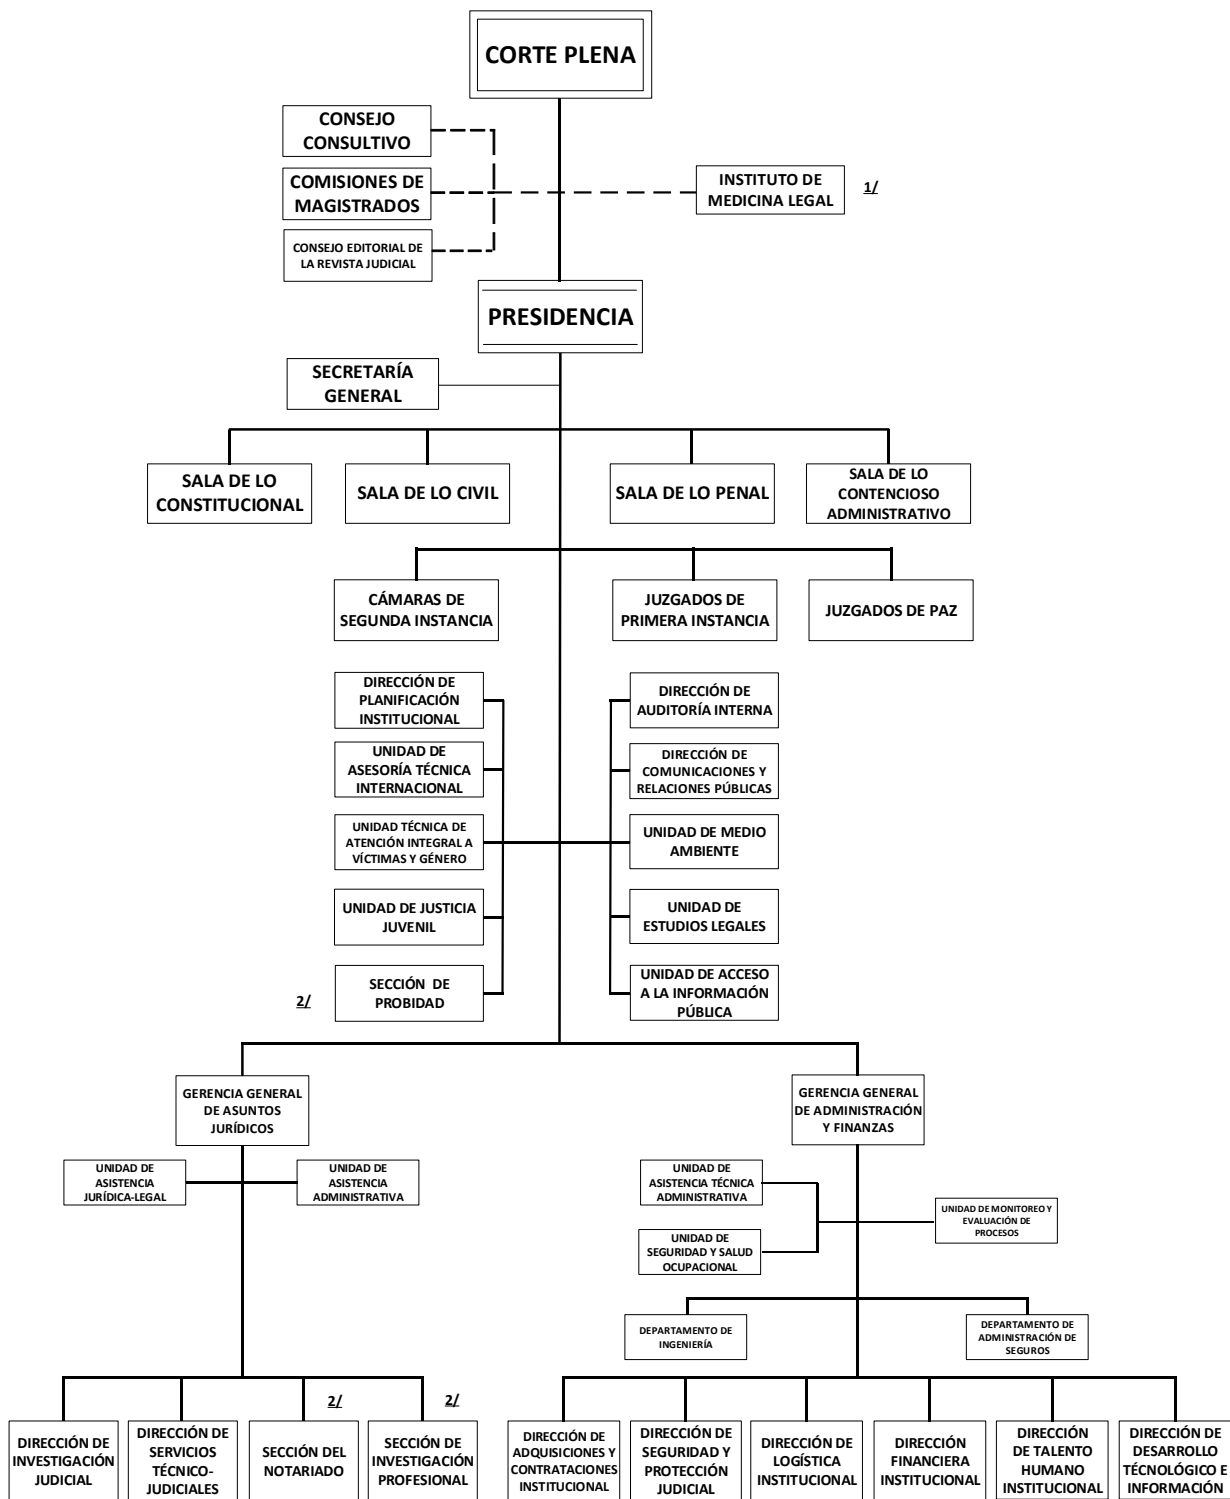 CORTE PLENA
CONSEJO
CONSULTIVO
COMISIONES DE
MAGISTRADOS
CONSEJO EDITORIAL DE
LA REVISTA JUDICIAL
INSTITUTO DE
MEDICINA LEGAL
1/
PRESIDENCIA
SECRETARÍA
GENERAL
SALA DE LO
CONSTITUCIONAL
SALA DE LO CIVIL
SALA DE LO PENAL
SALA DE LO
CONTENCIOSO
ADMINISTRATIVO
CÁMARAS DE
SEGUNDA INSTANCIA
JUZGADOS DE
PRIMERA INSTANCIA
JUZGADOS DE PAZ
DIRECCIÓN DE
PLANIFICACIÓN
INSTITUCIONAL
DIRECCIÓN DE
AUDITORÍA INTERNA
UNIDAD DE
ASESORÍA TÉCNICA
INTERNACIONAL
DIRECCIÓN DE
COMUNICACIONES Y
RELACIONES PÚBLICAS
UNIDAD TÉCNICA DE
ATENCIÓN INTEGRAL A
VÍCTIMAS Y GÉNERO
UNIDAD DE MEDIO
AMBIENTE
UNIDAD DE JUSTICIA
JUVENIL
UNIDAD DE
ESTUDIOS LEGALES
2/
SECCIÓN DE
PROBIDAD
UNIDAD DE ACCESO
A LA INFORMACIÓN
PÚBLICA
GERENCIA GENERAL
DE ASUNTOS
JURÍDICOS
GERENCIA GENERAL
DE ADMINISTRACIÓN
Y FINANZAS
UNIDAD DE
ASISTENCIA
JURÍDICA-LEGAL
UNIDAD DE
ASISTENCIA
ADMINISTRATIVA
UNIDAD DE
ASISTENCIA TÉCNICA
ADMINISTRATIVA
UNIDAD DE MONITOREO Y
EVALUACIÓN DE
PROCESOS
UNIDAD DE
SEGURIDAD Y SALUD
OCUPACIONAL
DEPARTAMENTO DE
INGENIERÍA
DEPARTAMENTO DE
ADMINISTRACIÓN DE
SEGUROS
2/
2/
DIRECCIÓN DE
INVESTIGACIÓN
JUDICIAL
DIRECCIÓN DE
SERVICIOS
TÉCNICO-
JUDICIALES
SECCIÓN DEL
NOTARIADO
SECCIÓN DE
INVESTIGACIÓN
PROFESIONAL
DIRECCIÓN DE
ADQUISICIONES Y
CONTRATACIONES
INSTITUCIONAL
DIRECCIÓN DE
SEGURIDAD Y
PROTECCIÓN
JUDICIAL
DIRECCIÓN DE
LOGÍSTICA
INSTITUCIONAL
DIRECCIÓN
FINANCIERA
INSTITUCIONAL
DIRECCIÓN
DE TALENTO
HUMANO
INSTITUCIONAL
DIRECCIÓN DE
DESARROLLO
TÉCNOLÓGICO E
INFORMACIÓN